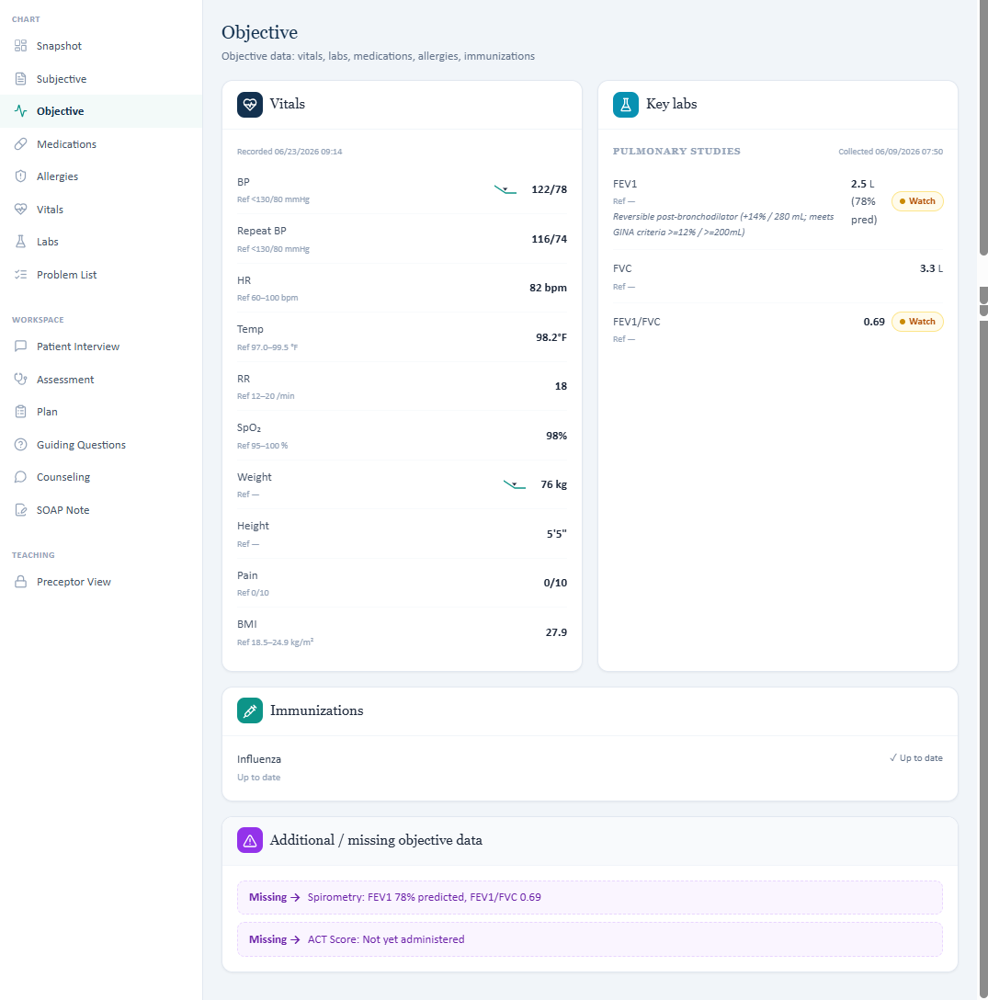 CHART
Snapshot
Subjective
Objective
Medications
Allergies
Vitals
Labs
Problem List
WORKSPACE
Patient Interview
Assessment
Plan
Guiding Questions
Counseling
SOAP Note
TEACHING
Preceptor View
Objective
Objective data: vitals, labs, medications, allergies, immunizations
Vitals
Recorded 06/23/2026 09:14
BP
Ref <130/80 mmHg
122/78
Repeat BP
Ref <130/80 mmHg
116/74
HR
Ref 60–100 bpm
82 bpm
Temp
Ref 97.0–99.5 °F
98.2°F
RR
Ref 12–20 /min
18
SpO₂
Ref 95–100 %
98%
Weight
Ref —
76 kg
Height
Ref —
5'5"
Pain
Ref 0/10
0/10
BMI
Ref 18.5–24.9 kg/m²
27.9
Key labs
PULMONARY STUDIES
Collected 06/09/2026 07:50
FEV1
Ref —
Reversible post-bronchodilator (+14% / 280 mL; meets
GINA criteria >=12% / >=200mL)
2.5 L
(78%
pred)
Watch
FVC
Ref —
3.3 L
FEV1/FVC
Ref —
0.69
Watch
Immunizations
Influenza
Up to date
✓ Up to date
Additional / missing objective data
Missing → Spirometry: FEV1 78% predicted, FEV1/FVC 0.69
Missing → ACT Score: Not yet administered